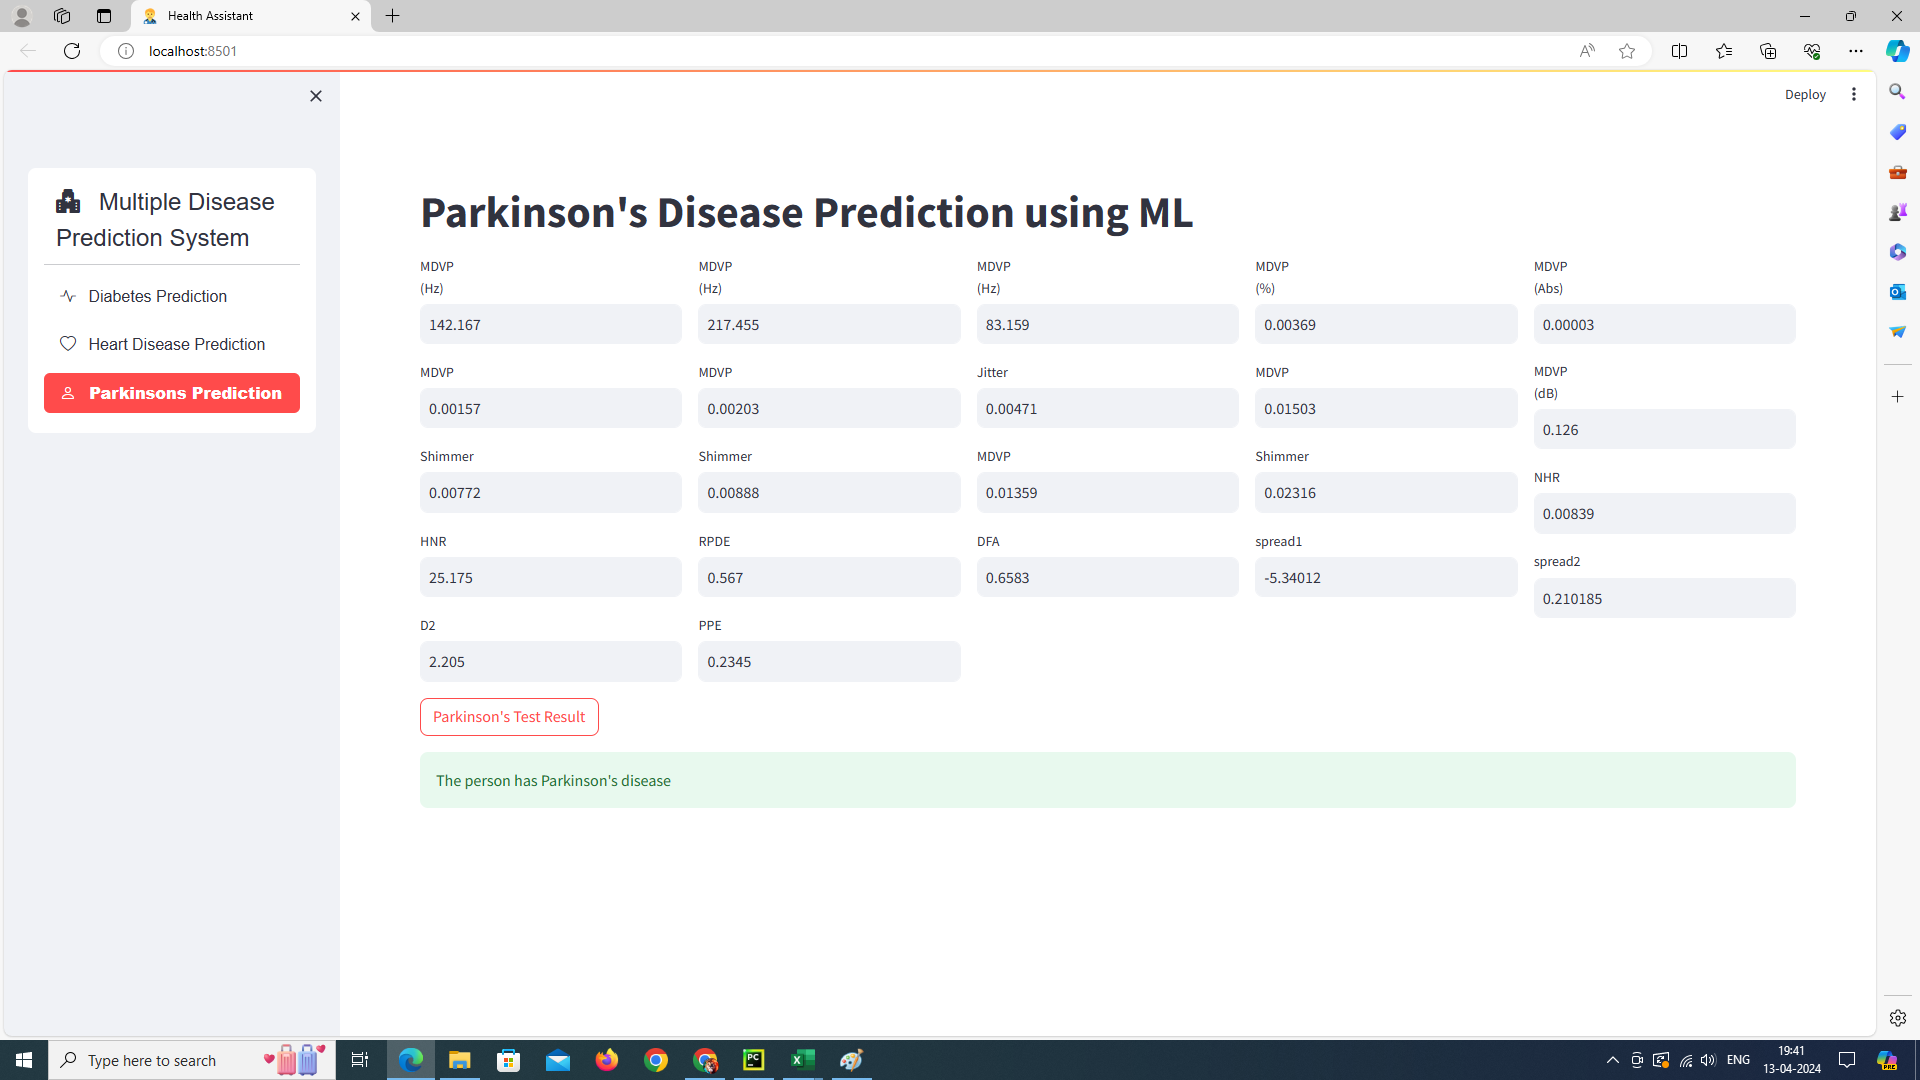 Health Assistant
localhost:8501
Deploy
Multiple Disease
Prediction System
Diabetes Prediction
Heart Disease Prediction
Parkinsons Prediction
Parkinson's Disease Prediction using ML
MDVP
(Hz)
142.167
MDVP
(Hz)
217.455
MDVP
(Hz)
83.159
MDVP
(%)
0.00369
MDVP
(Abs)
0.00003
MDVP
0.00157
MDVP
0.00203
Jitter
0.00471
MDVP
0.01503
MDVP
(dB)
0.126
Shimmer
0.00772
Shimmer
0.00888
MDVP
0.01359
Shimmer
0.02316
NHR
0.00839
HNR
25.175
RPDE
0.567
DFA
0.6583
spread1
-5.34012
spread2
0.210185
D2
2.205
PPE
0.2345
Parkinson's Test Result
The person has Parkinson's disease
Type here to search
ENG
19:41
13-04-2024